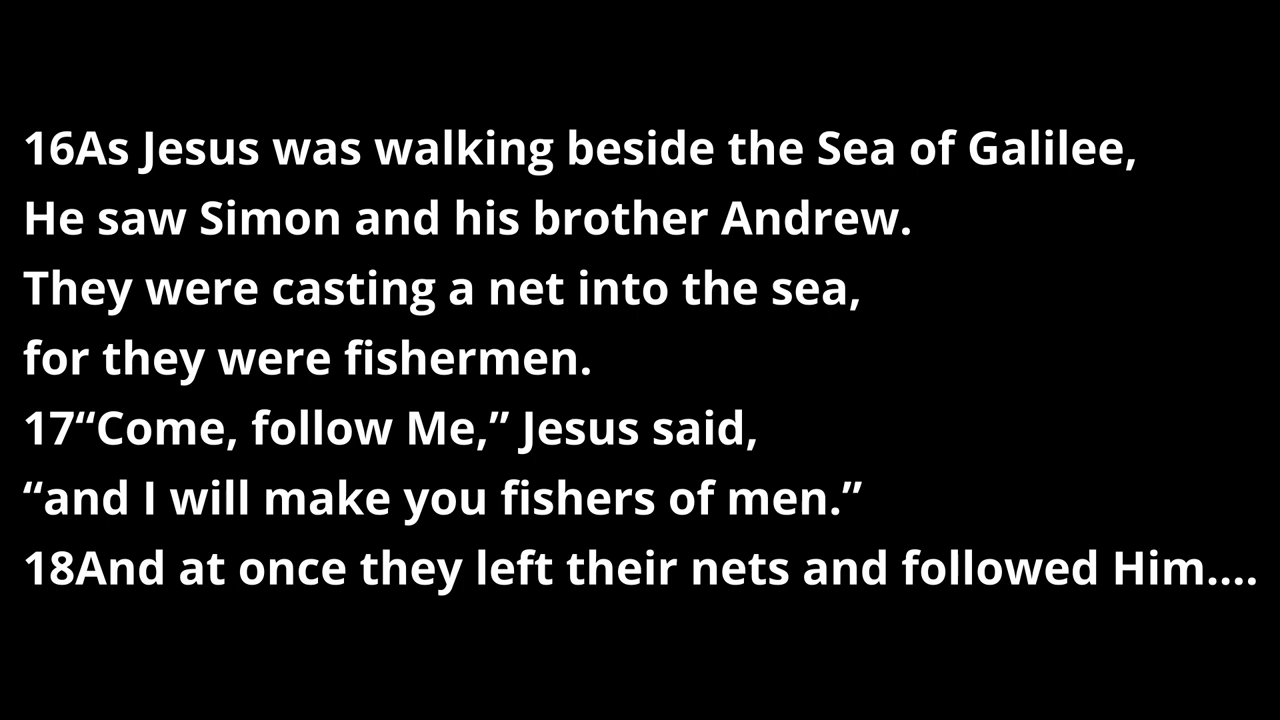 16As Jesus was walking beside the Sea of Galilee,
He saw Simon and his brother Andrew.
They were casting a net into the sea,
for they were fishermen.
17“Come, follow Me,” Jesus said,
“and I will make you fishers of men.”
18And at once they left their nets and followed Him....